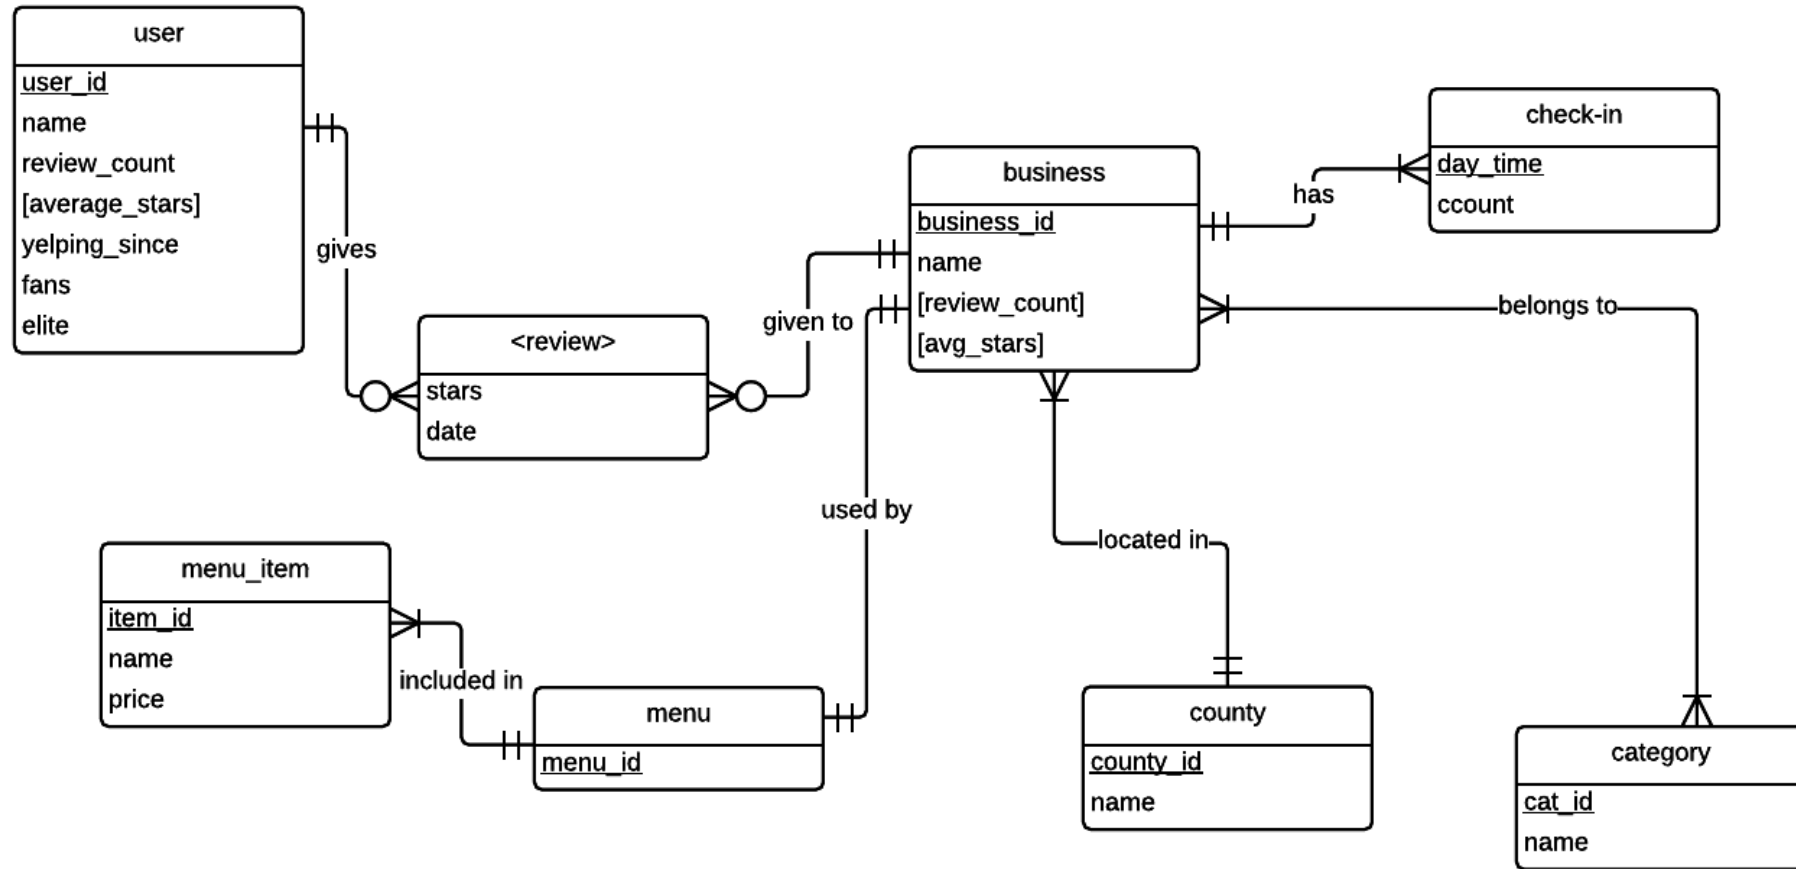 user
user_id
name
review_count
[average_stars]
yelping_since
fans
elite
gives
<review>
stars
date
given to
business
business_id
name
[review_count]
[avg_stars]
has
check-in
day_time
ccount
belongs to
used by
located in
menu_item
item_id
name
price
included in
menu
menu_id
county
county_id
name
category
cat_id
name